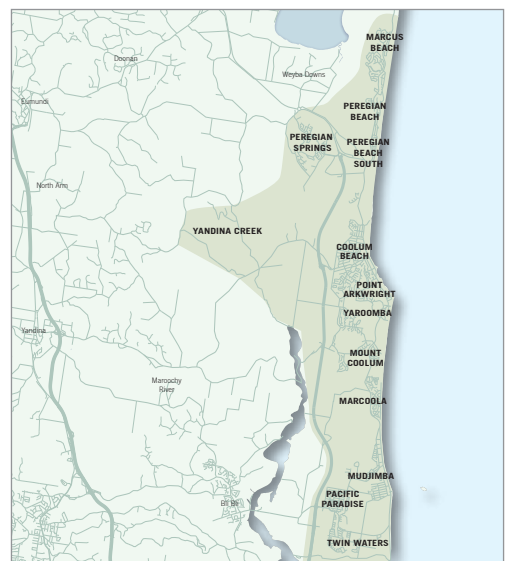 MARCUS
BEACH
Doonan
Weyba Downs
Eumundi
PEREGIAN
BEACH
PEREGIAN
SPRINGS
PEREGIAN
BEACH
SOUTH
North Arm
YANDINA CREEK
COOLUM
BEACH
POINT
ARKWRIGHT
YAROOMBA
Yandina
MOUNT
COOLUM
Maroochy
River
MARCOOLA
MUDJIMBA
PACIFIC
PARADISE
Bli Bli
TWIN WATERS